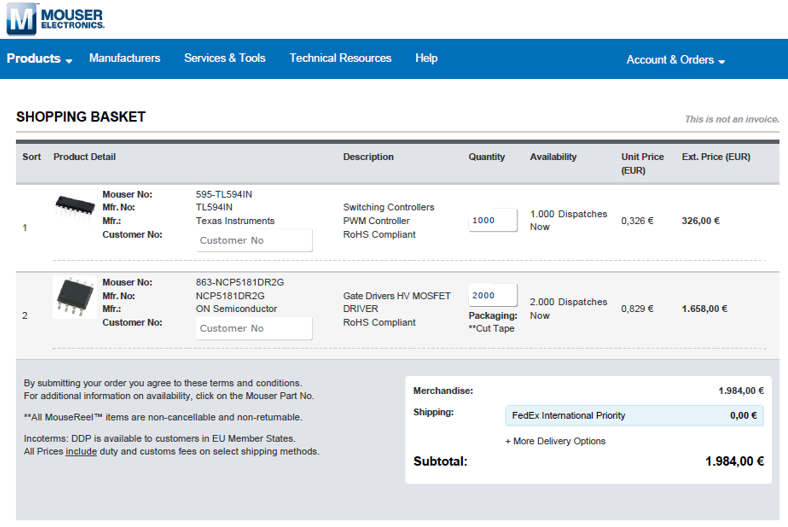 MOUSER
ELECTRONICS
Products Manufacturers Services & Tools Technical Resources Help Account & Orders
SHOPPING BASKET
This is not an invoice.
Sort Product Detail Description Quantity Availability Unit Price (EUR) Ext. Price (EUR)
1
Mouser No: 595-TL594IN
Mfr. No: TL594IN
Mfr.: Texas Instruments
Customer No: Customer No
Switching Controllers
PWM Controller
RoHS Compliant
1000
1.000 Dispatches
Now
0,326 €
326,00 €
2
Mouser No: 863-NCP5181DR2G
Mfr. No: NCP5181DR2G
Mfr.: ON Semiconductor
Customer No: Customer No
Gate Drivers HV MOSFET
DRIVER
RoHS Compliant
2000
Packaging:
**Cut Tape
2.000 Dispatches
Now
0,829 €
1.658,00 €
By submitting your order you agree to these terms and conditions.
For additional information on availability, click on the Mouser Part No.
**All MouseReel™ items are non-cancellable and non-returnable.
Incoterms: DDP is available to customers in EU Member States.
All Prices include duty and customs fees on select shipping methods.
Merchandise: 1.984,00 €
Shipping: FedEx International Priority 0,00 €
+ More Delivery Options
Subtotal: 1.984,00 €